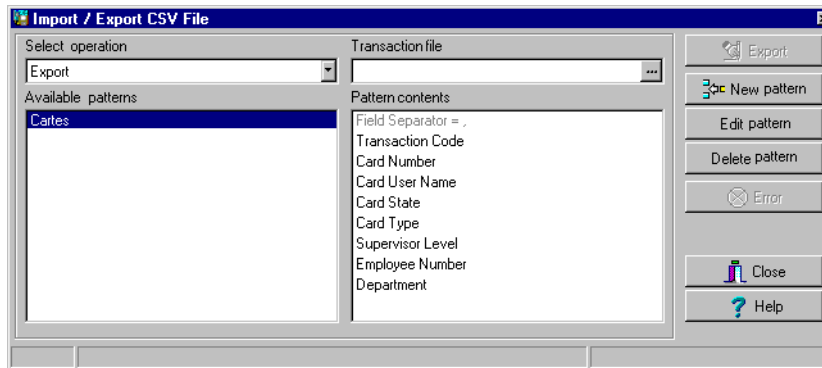 Import / Export CSV File
Select operation
Export
Transaction file
...
Available patterns
Cartes
Pattern contents
Field Separator = ,
Transaction Code
Card Number
Card User Name
Card State
Card Type
Supervisor Level
Employee Number
Department
Export
New pattern
Edit pattern
Delete pattern
Error
Close
Help